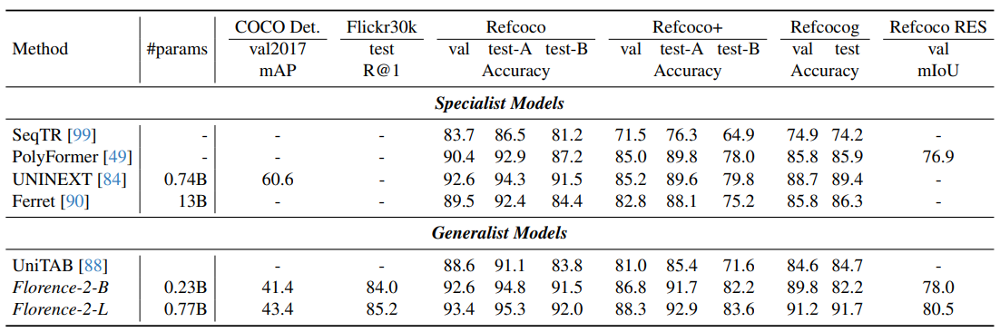 COCO Det. Flickr30k Refcoco Refcoco+ Refcocog Refcoco RES
Method #params val2017 test val test-A test-B val test-A test-B val test val
mAP R@1 Accuracy Accuracy Accuracy mIoU
Specialist Models
SeqTR [99] - - - 83.7 86.5 81.2 71.5 76.3 64.9 74.9 74.2 -
PolyFormer [49] - - - 90.4 92.9 87.2 85.0 89.8 78.0 85.8 85.9 76.9
UNINEXT [84] 0.74B 60.6 - 92.6 94.3 91.5 85.2 89.6 79.8 88.7 89.4 -
Ferret [90] 13B - - 89.5 92.4 84.4 82.8 88.1 75.2 85.8 86.3 -
Generalist Models
UniTAB [88] - - 88.6 91.1 83.8 81.0 85.4 71.6 84.6 84.7 -
Florence-2-B 0.23B 41.4 84.0 92.6 94.8 91.5 86.8 91.7 82.2 89.8 82.2 78.0
Florence-2-L 0.77B 43.4 85.2 93.4 95.3 92.0 88.3 92.9 83.6 91.2 91.7 80.5